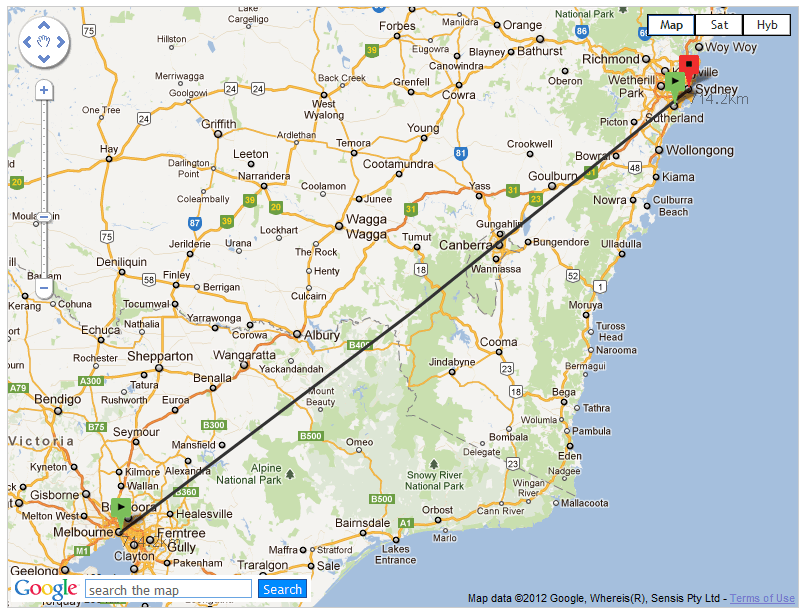 Map
Sat
Hyb
National Park
Lake
Cargelligo
Forbes
Orange
Bathurst
Woy Woy
Hillston
Eugowra
Blayney
Richmond
Canowindra
Merriwagga
Back Creek
Oberon
Wetherill
Park
Goolgowi
Grenfell
Cowra
Sydney
714.2km
West
Wyalong
One Tree
Sutherland
Griffith
Ardlethan
Young
Picton
Hay
Leeton
Temora
Crookwell
Bowral
Wollongong
Darlington
Point
Cootamundra
Narrandera
Goulburn
Kiama
Coolamon
Yass
Coleambally
Junee
Nowra
Culburra
Beach
Wagga
Wagga
Gungahlin
Lockhart
Urana
Jerilderie
The Rock
Tumut
Canberra
Bungendore
Ulladulla
Wanniassa
Deniliquin
Henty
Finley
Berrigan
Culcairn
Cohuna
Tocumwal
Moruya
Kerang
Nathalia
Yarrawonga
Corowa
Albury
Tuross
Head
Echuca
Narooma
Cooma
Rochester
Shepparton
Wangaratta
Yackandandah
Jindabyne
Bermagui
Tatura
Benalla
Mount
Beauty
Bega
Bendigo
Rushworth
Euroa
Tathra
Wolumla
Pambula
Victoria
Seymour
Mansfield
Omeo
Bombala
Delegate
Eden
Kyneton
Kilmore
Alexandra
Alpine
National Park
Snowy River
National Park
Nadgee
Wallan
Wingan
River
Gisborne
Mallacoota
Melton West
Healesville
Orbost
Cann River
Melbourne
Ferntree
Gully
Bairnsdale
Marlo
Clayton
Maffra
Stratford
Lakes
Entrance
Pakenham
Geelong
Traralgon
Sale
Google
search the map
Search
Map data ©2012 Google, Whereis(R), Sensis Pty Ltd - Terms of Use